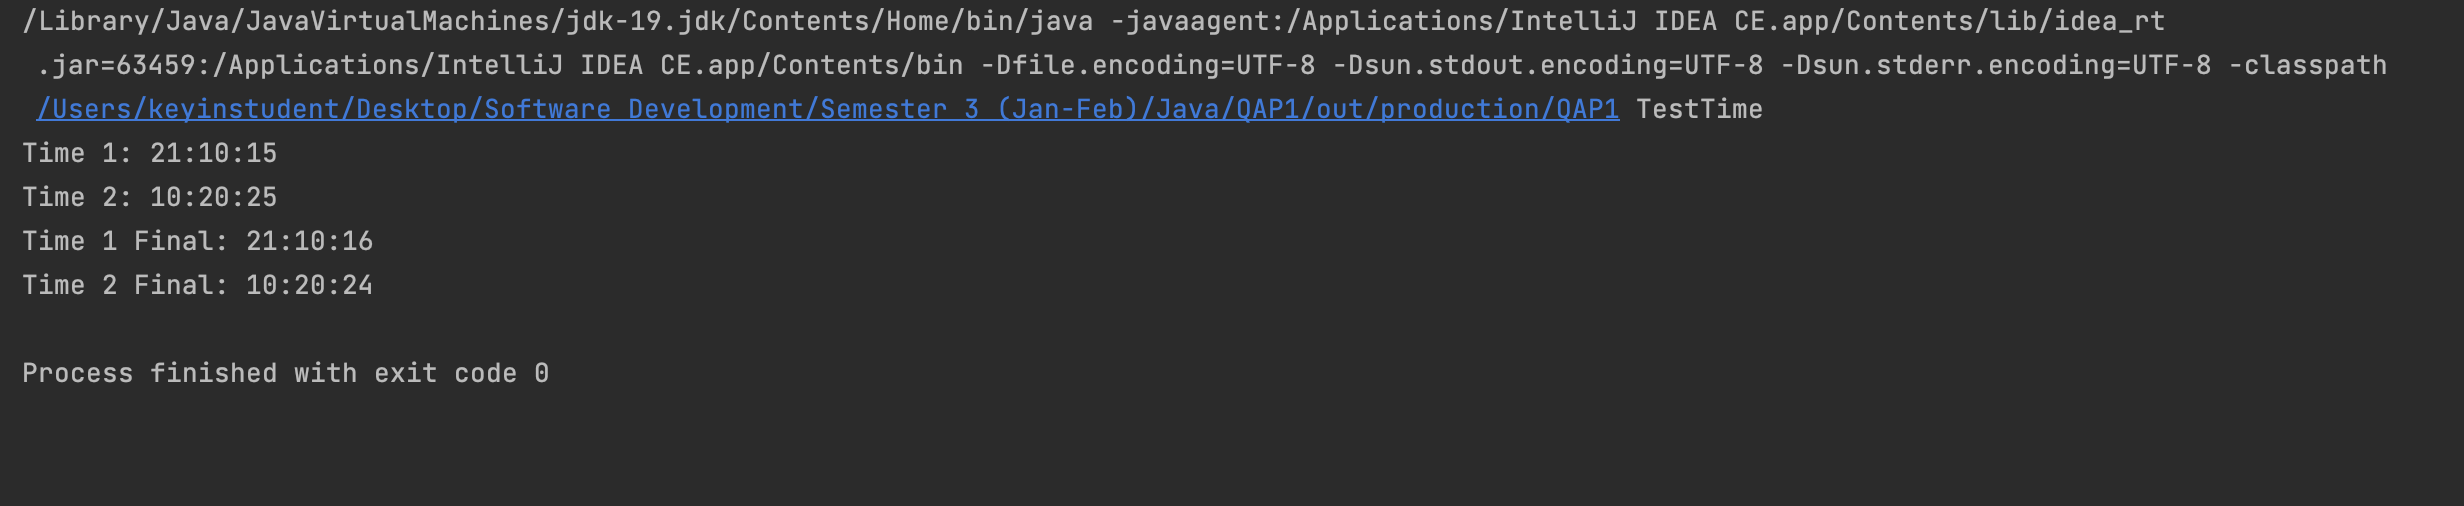 /Library/Java/JavaVirtualMachines/jdk-19.jdk/Contents/Home/bin/java -javaagent:/Applications/IntelliJ IDEA CE.app/Contents/lib/idea_rt
.jar=63459:/Applications/IntelliJ IDEA CE.app/Contents/bin -Dfile.encoding=UTF-8 -Dsun.stdout.encoding=UTF-8 -Dsun.stderr.encoding=UTF-8 -classpath
/Users/keyinstudent/Desktop/Software Development/Semester 3 (Jan-Feb)/Java/QAP1/out/production/QAP1 TestTime
Time 1: 21:10:15
Time 2: 10:20:25
Time 1 Final: 21:10:16
Time 2 Final: 10:20:24
Process finished with exit code 0